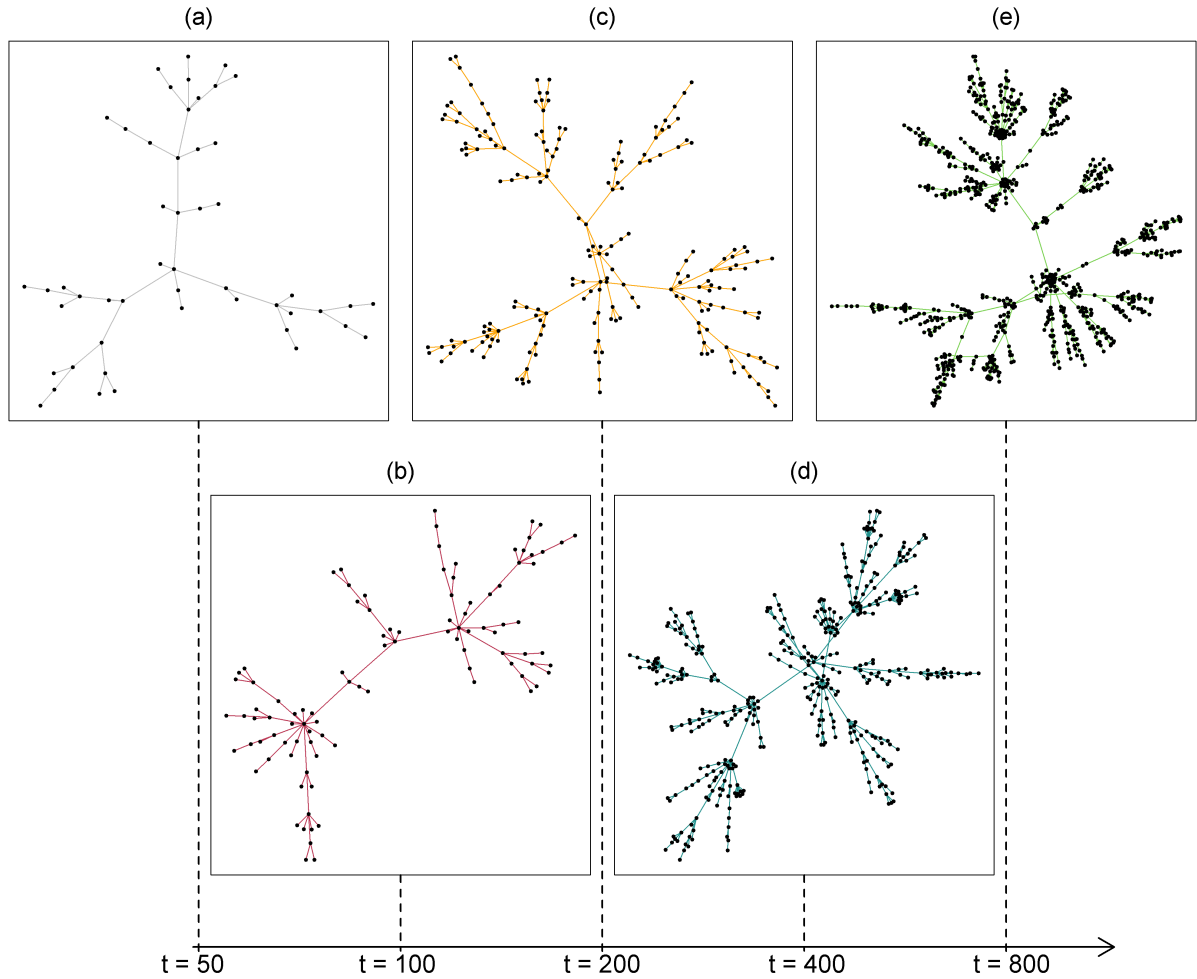 (a)
(c)
(e)
(b)
(d)
t = 50
t = 100
t = 200
t = 400
t = 800